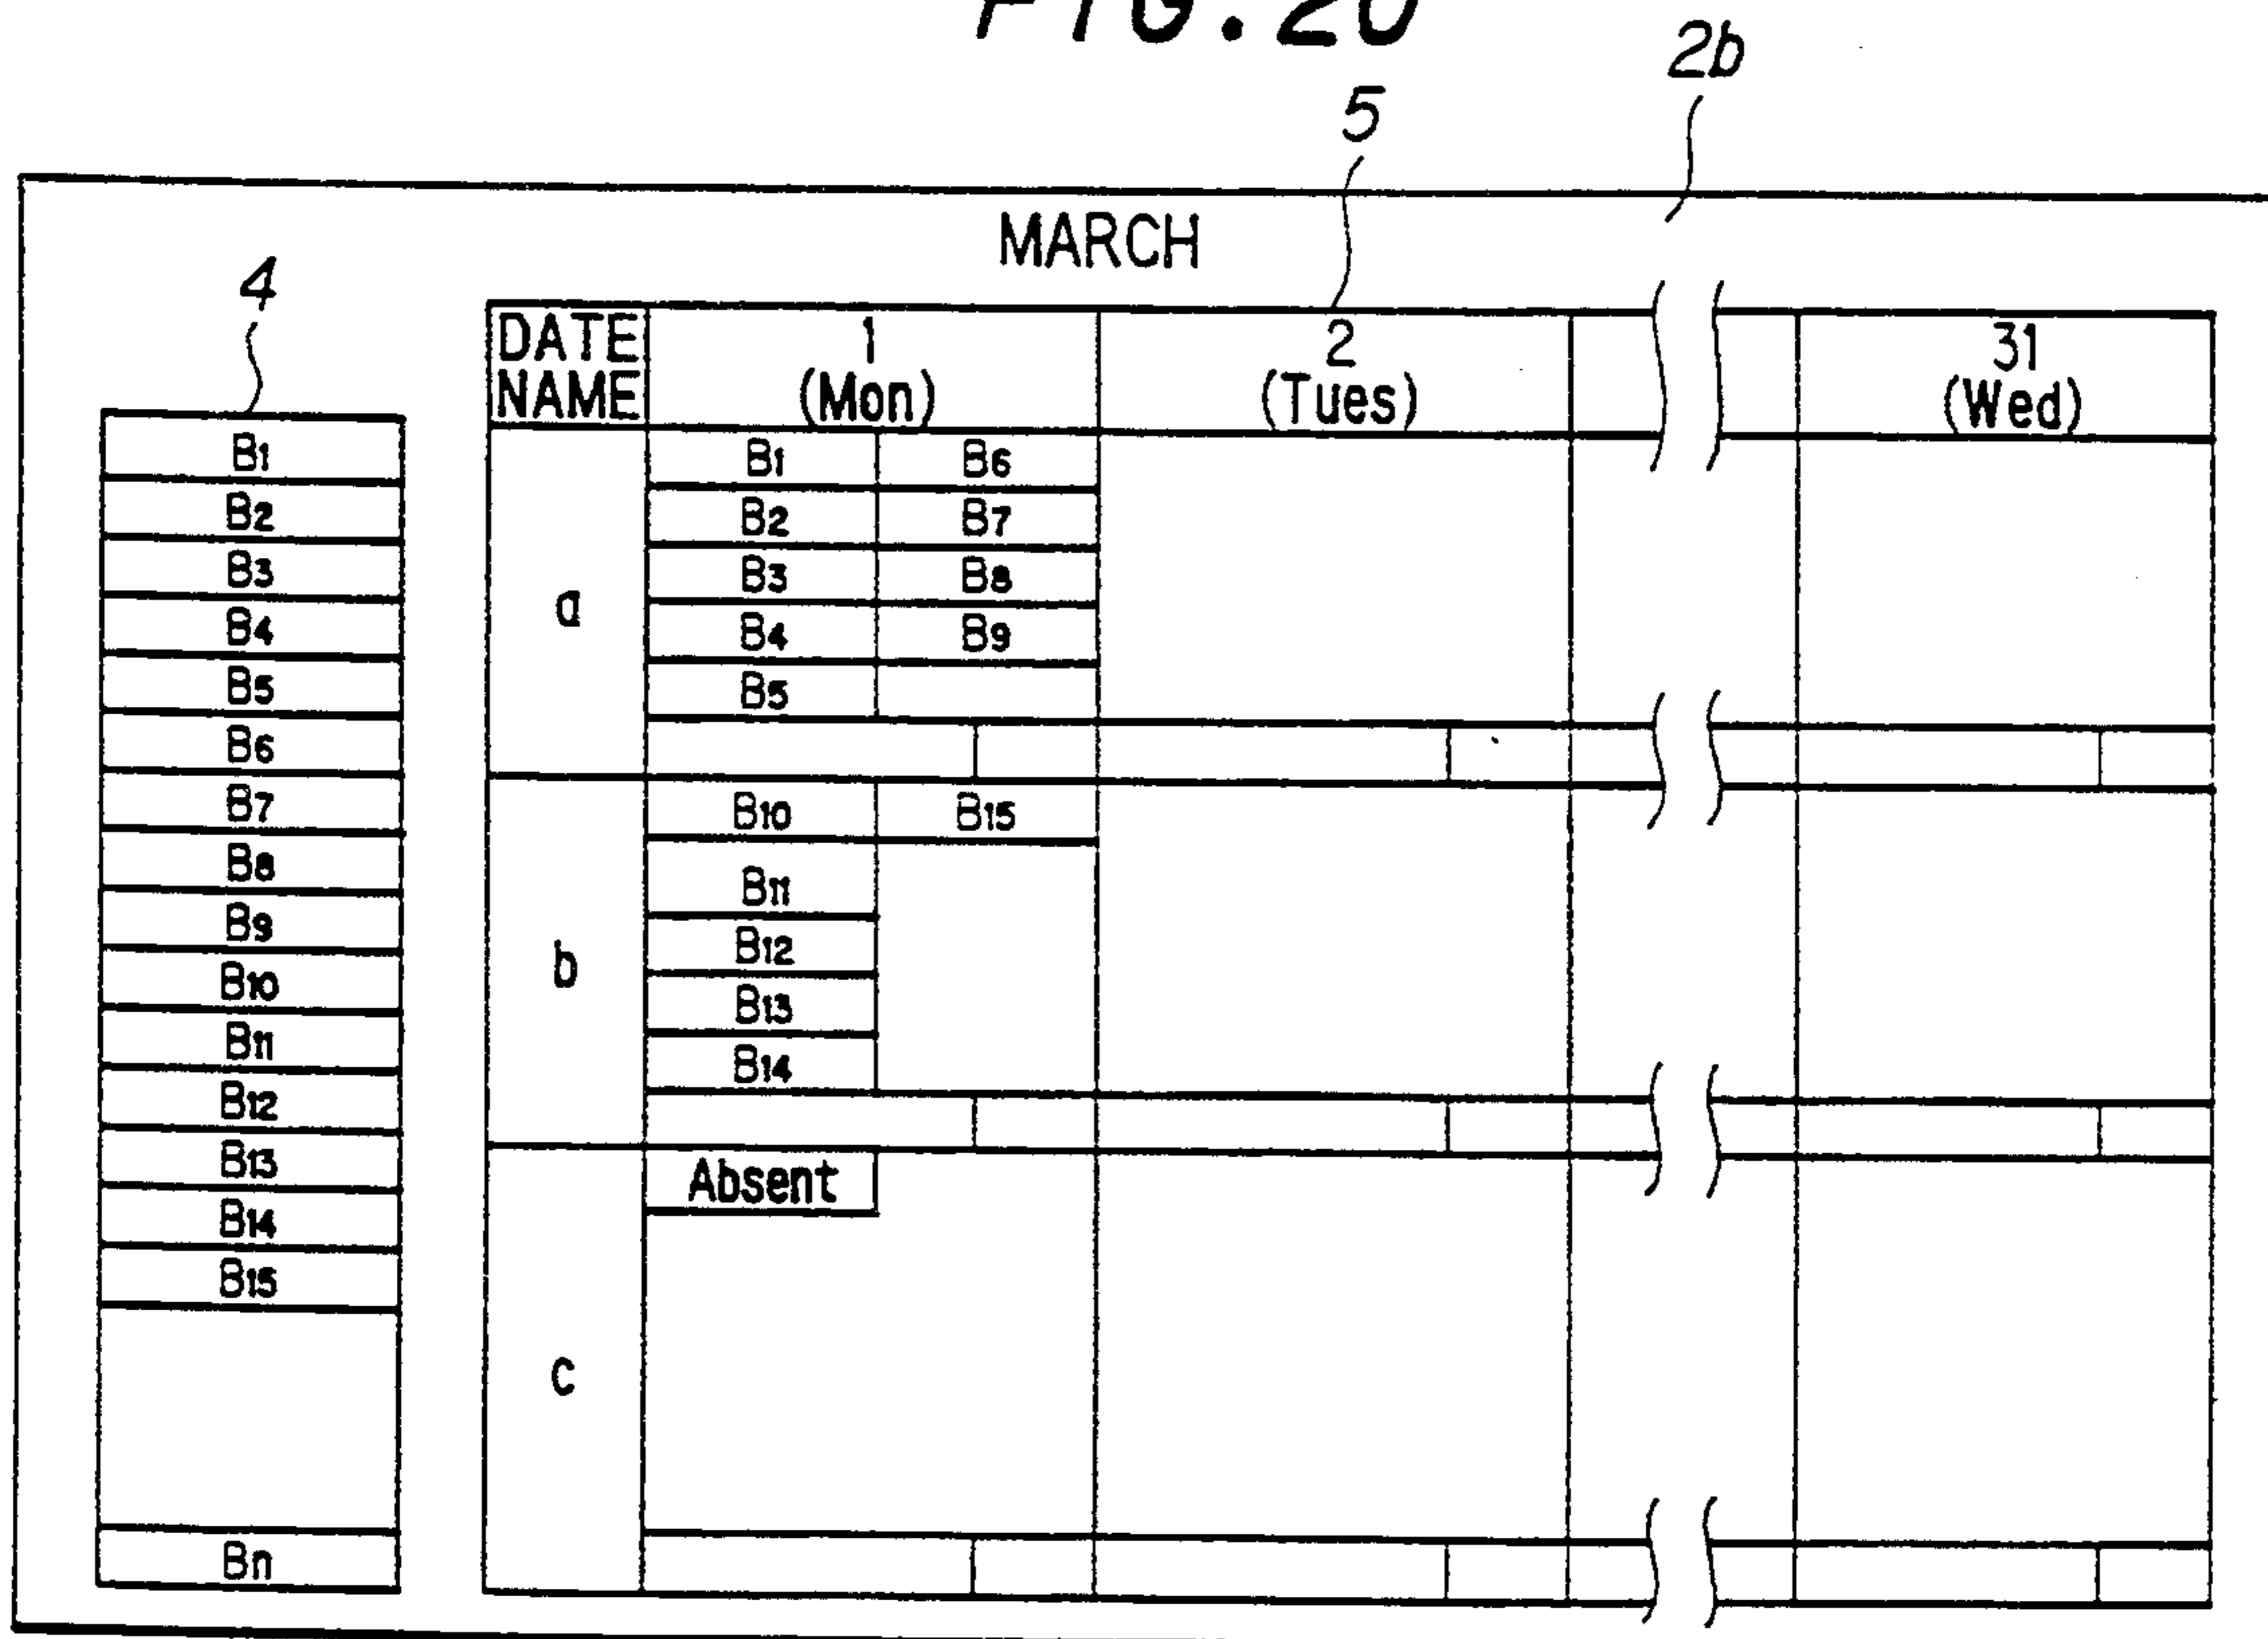 FIG.20
2b
5
MARCH
4
DATE NAME
1 (Mon)
2 (Tues)
31 (Wed)
B1
B2
B3
B4
B5
B6
B7
B8
B9
B10
B11
B12
B13
B14
B15
Bn
a
B1 B6
B2 B7
B3 B8
B4 B9
B5
b
B10 B15
B11
B12
B13
B14
c
Absent